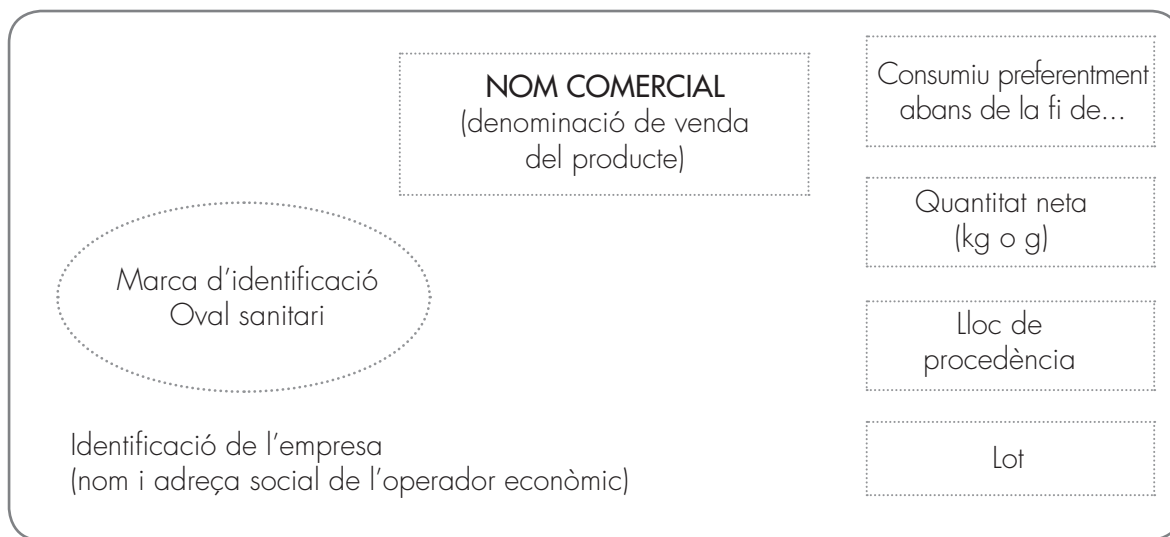 NOM COMERCIAL
(denominació de venda
del producte)
Consumiu preferentment
abans de la fi de...
Quantitat neta
(kg o g)
Marca d'identificació
Oval sanitari
Lloc de
procedència
Identificació de l'empresa
(nom i adreça social de l'operador econòmic)
Lot